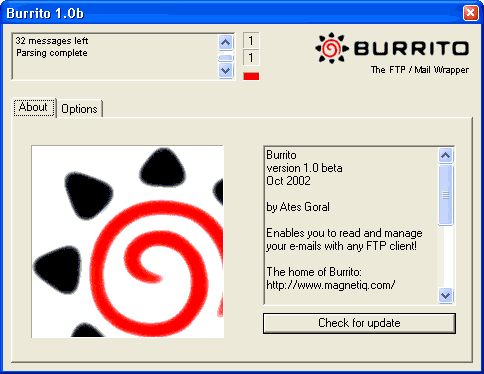 Burrito 1.0b
32 messages left
Parsing complete
1
1
BURRITO
The FTP / Mail Wrapper
About
Options
Burrito
version 1.0 beta
Oct 2002
by Ates Goral
Enables you to read and manage
your e-mails with any FTP client!
The home of Burrito:
http://www.magnetiq.com/
Check for update